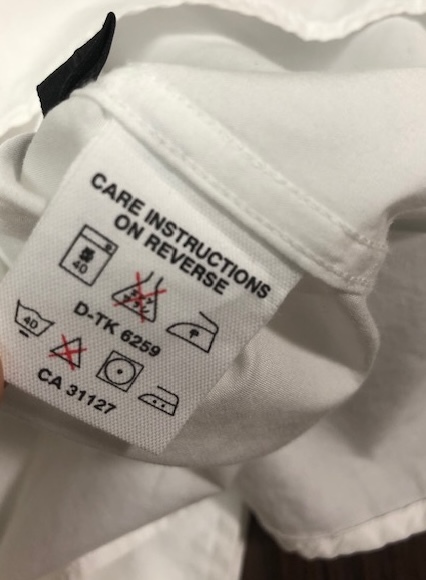 CARE INSTRUCTIONS
ON REVERSE
40
D-TK 6259
40
CA 31127